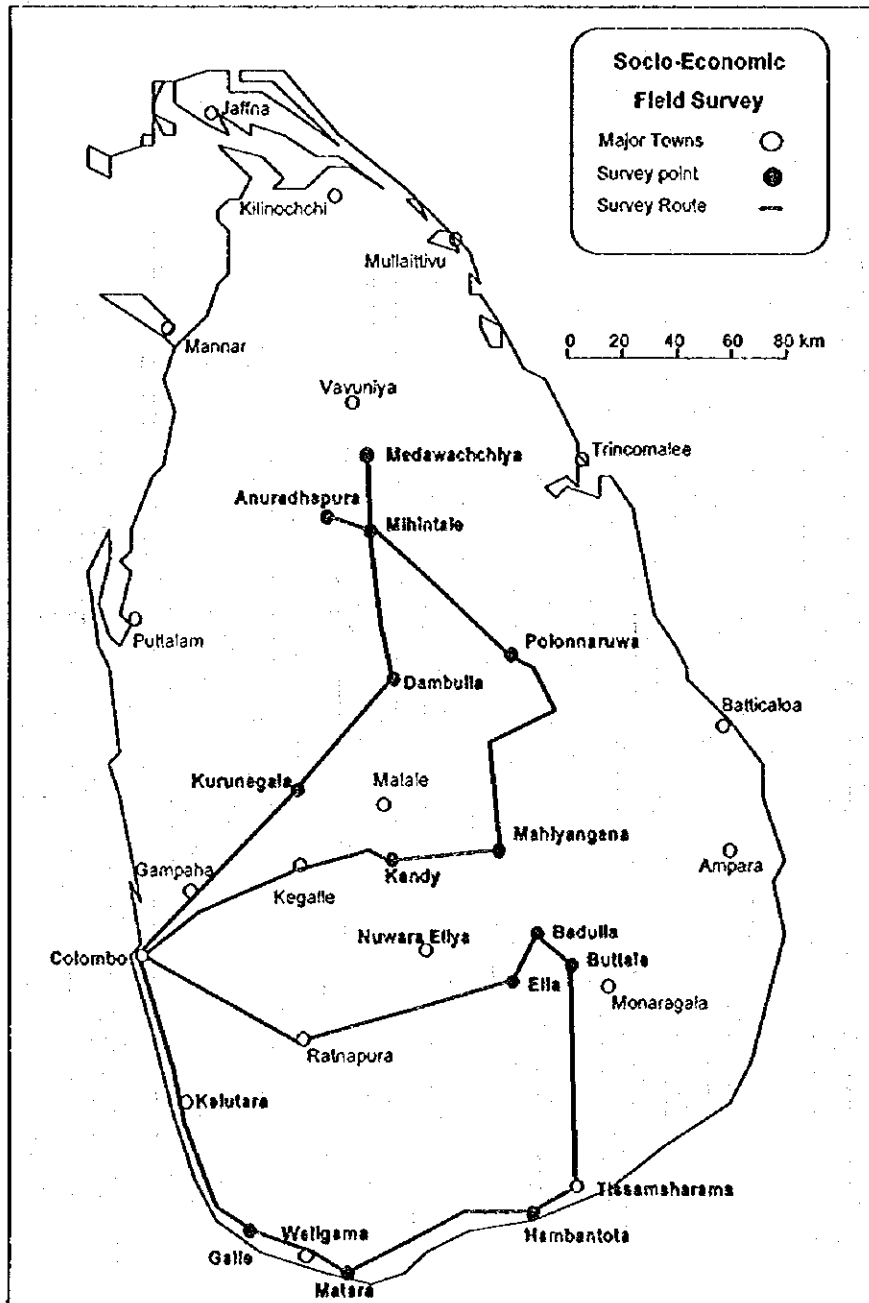 Socio-Economic
Field Survey
Major Towns
Survey point
Survey Route
Jaffna
Kilinochchi
Mullaittivu
0 20 40 60 80 km
Mannar
Vavuniya
Medawachchiya
Trincomalee
Anuradhapura
Mihintale
Puttalam
Polonnaruwa
Dambulla
Batticaloa
Kurunegala
Matale
Mahiyangana
Gampaha
Kegalle
Kandy
Ampara
Nuwara Eliya
Badulla
Colombo
Buttala
Ella
Monaragala
Ratnapura
Kalutara
Tissamaharama
Weligama
Hambantota
Galle
Matara